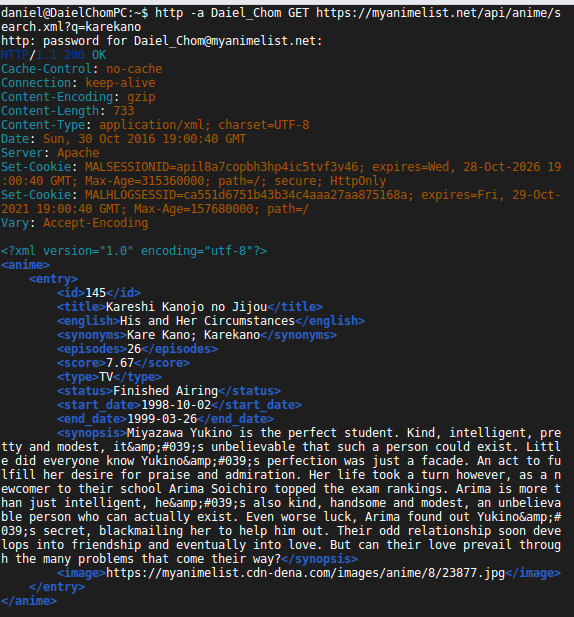 daniel@DaielChomPC:~$ http -a Daiel_Chom GET https://myanimelist.net/api/anime/s
earch.xml?q=karekano
http: password for Daiel_Chom@myanimelist.net:
HTTP/1.1 200 OK
Cache-Control: no-cache
Connection: keep-alive
Content-Encoding: gzip
Content-Length: 733
Content-Type: application/xml; charset=UTF-8
Date: Sun, 30 Oct 2016 19:00:40 GMT
Server: Apache
Set-Cookie: MALSESSIONID=apil8a7copbh3hp4ic5tvf3v46; expires=Wed, 28-Oct-2026 19
:00:40 GMT; Max-Age=315360000; path=/; secure; HttpOnly
Set-Cookie: MALHLOGSESSID=ca551d6751b43b34c4aaa27aa875168a; expires=Fri, 29-Oct-
2021 19:00:40 GMT; Max-Age=157680000; path=/
Vary: Accept-Encoding

<?xml version="1.0" encoding="utf-8"?>
<anime>
    <entry>
        <id>145</id>
        <title>Kareshi Kanojo no Jijou</title>
        <english>His and Her Circumstances</english>
        <synonyms>Kare Kano; Karekano</synonyms>
        <episodes>26</episodes>
        <score>7.67</score>
        <type>TV</type>
        <status>Finished Airing</status>
        <start_date>1998-10-02</start_date>
        <end_date>1999-03-26</end_date>
        <synopsis>Miyazawa Yukino is the perfect student. Kind, intelligent, pre
tty and modest, it&amp;#039;s unbelievable that such a person could exist. Littl
e did everyone know Yukino&amp;#039;s perfection was just a facade. An act to fu
lfill her desire for praise and admiration. Her life took a turn however, as a n
ewcomer to their school Arima Soichiro topped the exam rankings. Arima is more t
han just intelligent, he&amp;#039;s also kind, handsome and modest, an unbelieva
ble person who can actually exist. Even worse luck, Arima found out Yukino&amp;#
039;s secret, blackmailing her to help him out. Their odd relationship soon deve
lops into friendship and eventually into love. But can their love prevail throug
h the many problems that come their way?</synopsis>
        <image>https://myanimelist.cdn-dena.com/images/anime/8/23877.jpg</image>
    </entry>
</anime>